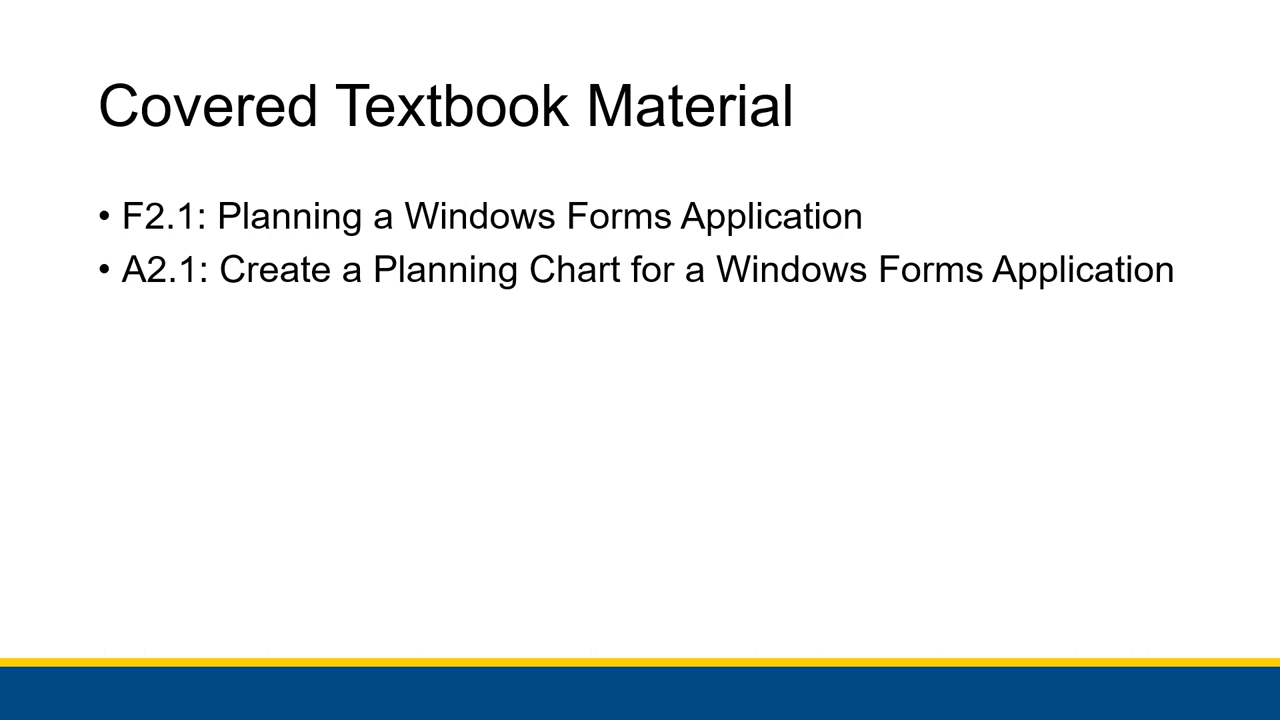 Covered Textbook Material
• F2.1: Planning a Windows Forms Application
• A2.1: Create a Planning Chart for a Windows Forms Application